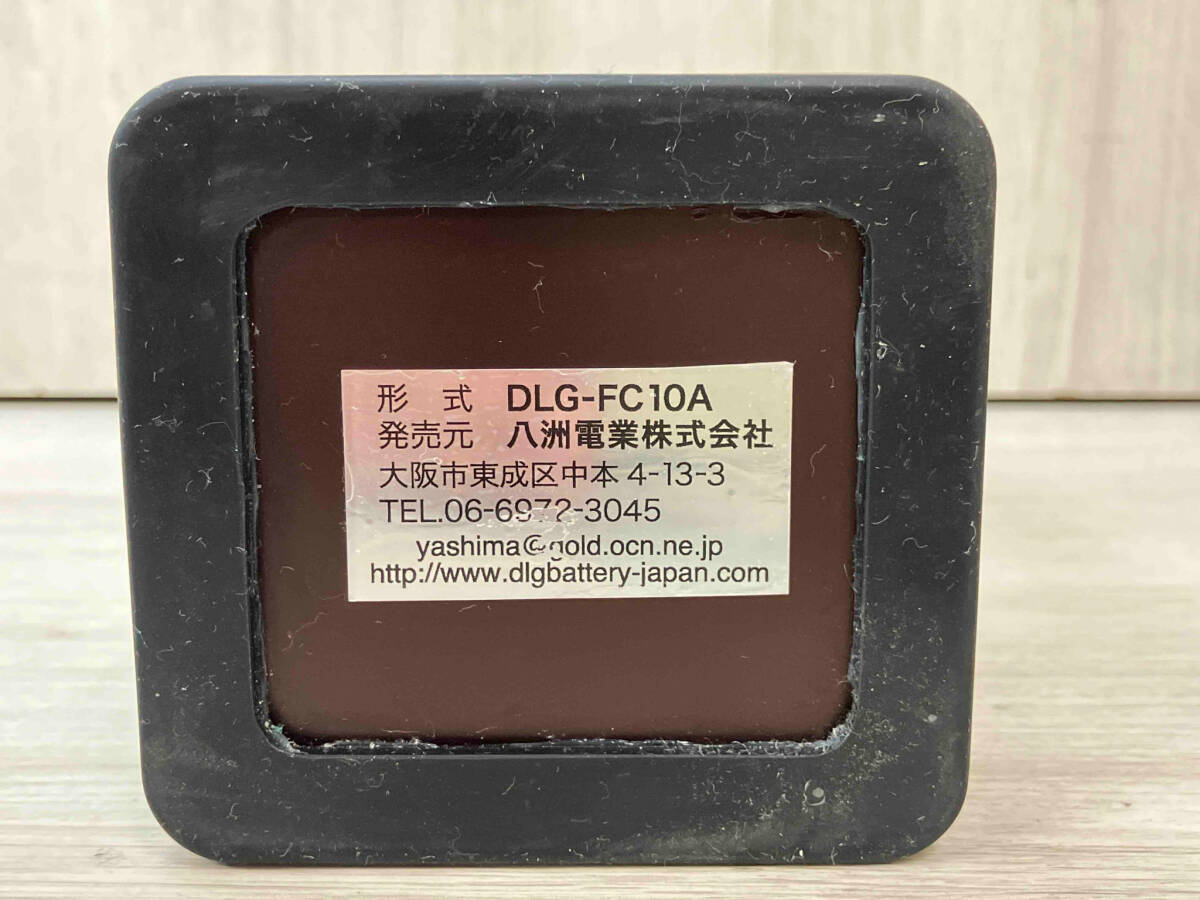 形　式　DLG-FC10A
発売元　八洲電業株式会社
大阪市東成区中本 4-13-3
TEL.06-6972-3045
yashima@gold.ocn.ne.jp
http://www.dlgbattery-japan.com